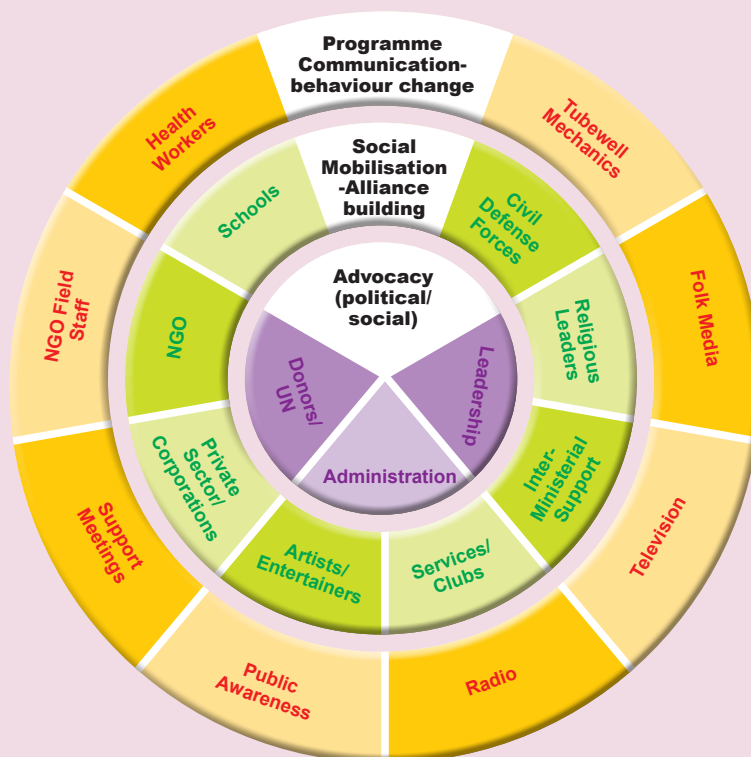 Programme
Communication-
behaviour change
Tubewell
Mechanics
Folk Media
Television
Radio
Public
Awareness
Support
Meetings
NGO Field
Staff
Health
Workers
Social
Mobilisation
-Alliance
building
Civil
Defense
Forces
Religious
Leaders
Inter-
Ministerial
Support
Services/
Clubs
Artists/
Entertainers
Private
Sector/
Corporations
NGO
Schools
Advocacy
(political/
social)
Leadership
Administration
Donors/
UN